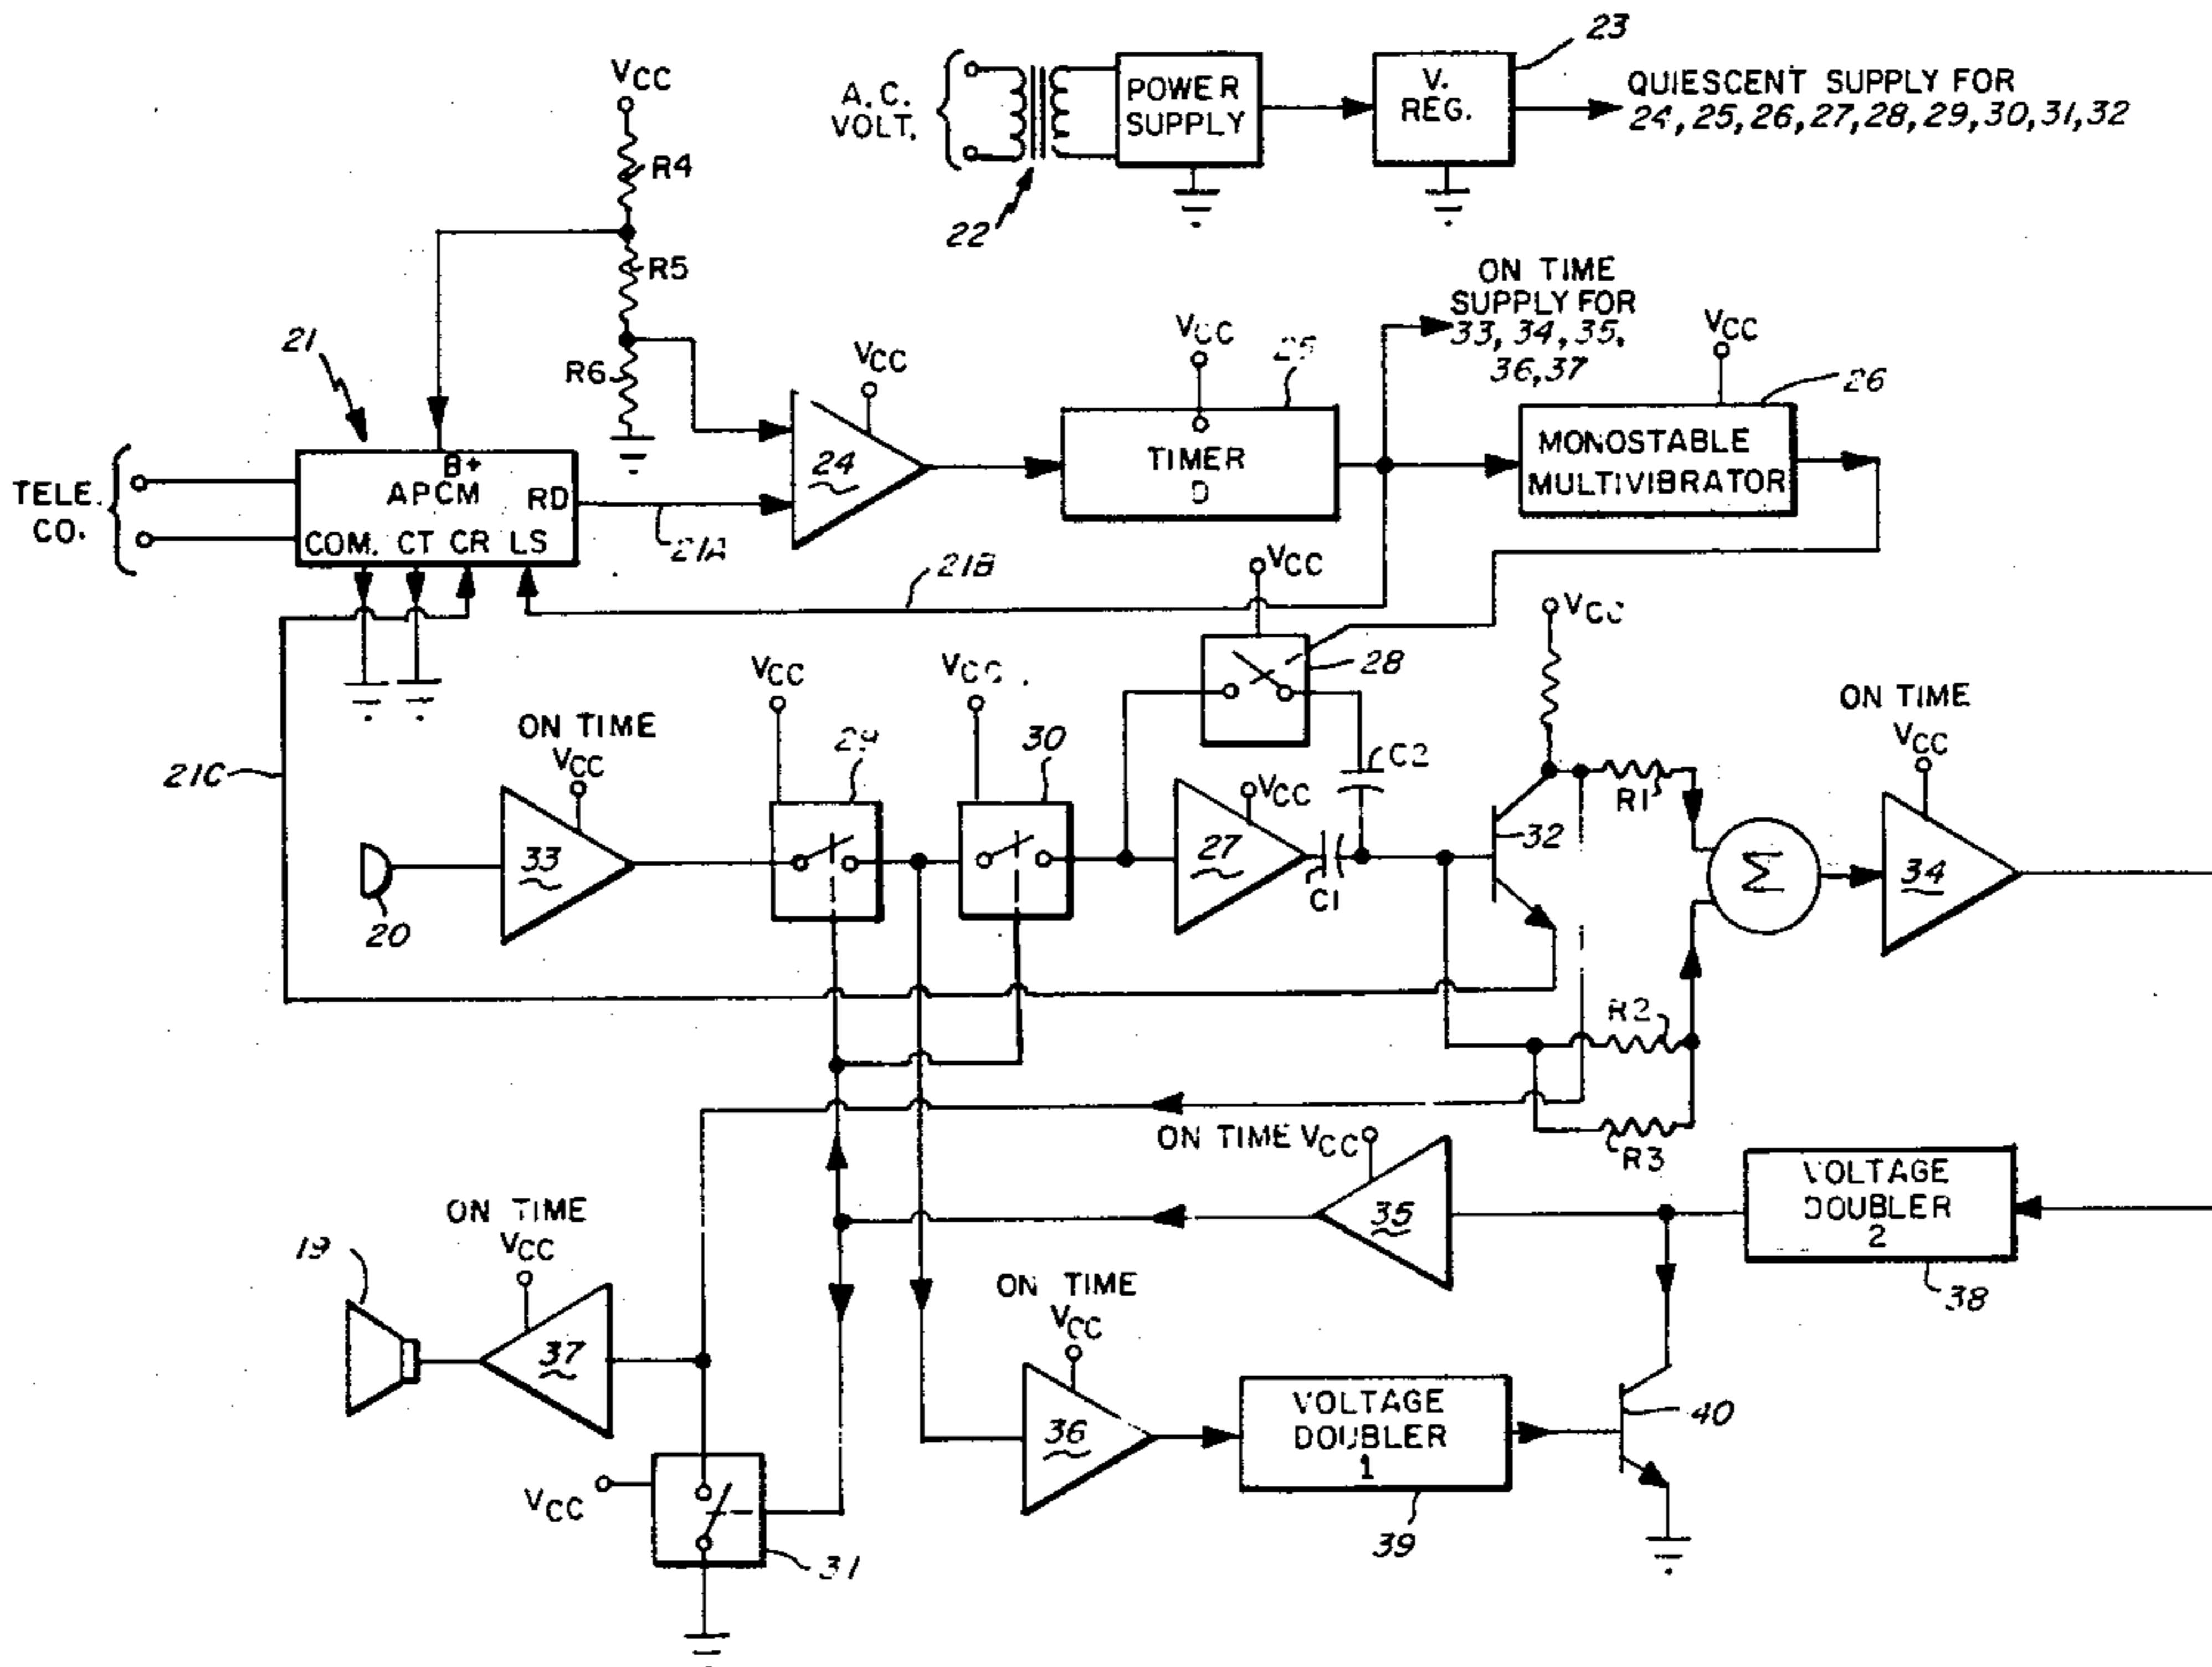 23
A.C.
VOLT.
POWER
SUPPLY
V.
REG.
QUIESCENT SUPPLY FOR
24, 25, 26, 27, 28, 29, 30, 31, 32
22
VCC
R4
R5
R6
21
ON TIME
SUPPLY FOR
33, 34, 35,
36, 37
VCC
VCC
VCC
26
TELE.
CO.
B+
APCM
RD
COM. CT CR LS
21A
24
TIMER
MONOSTABLE
MULTIVIBRATOR
21B
VCC
VCC
28
C2
21C
ON TIME
VCC
33
20
VCC
29
VCC
30
27
VCC
C1
32
R1
Σ
ON TIME
VCC
34
R2
R3
ON TIME VCC
35
VOLTAGE
DOUBLER
2
38
ON TIME
VCC
19
37
ON TIME
VCC
36
VOLTAGE
DOUBLER
1
39
40
VCC
31